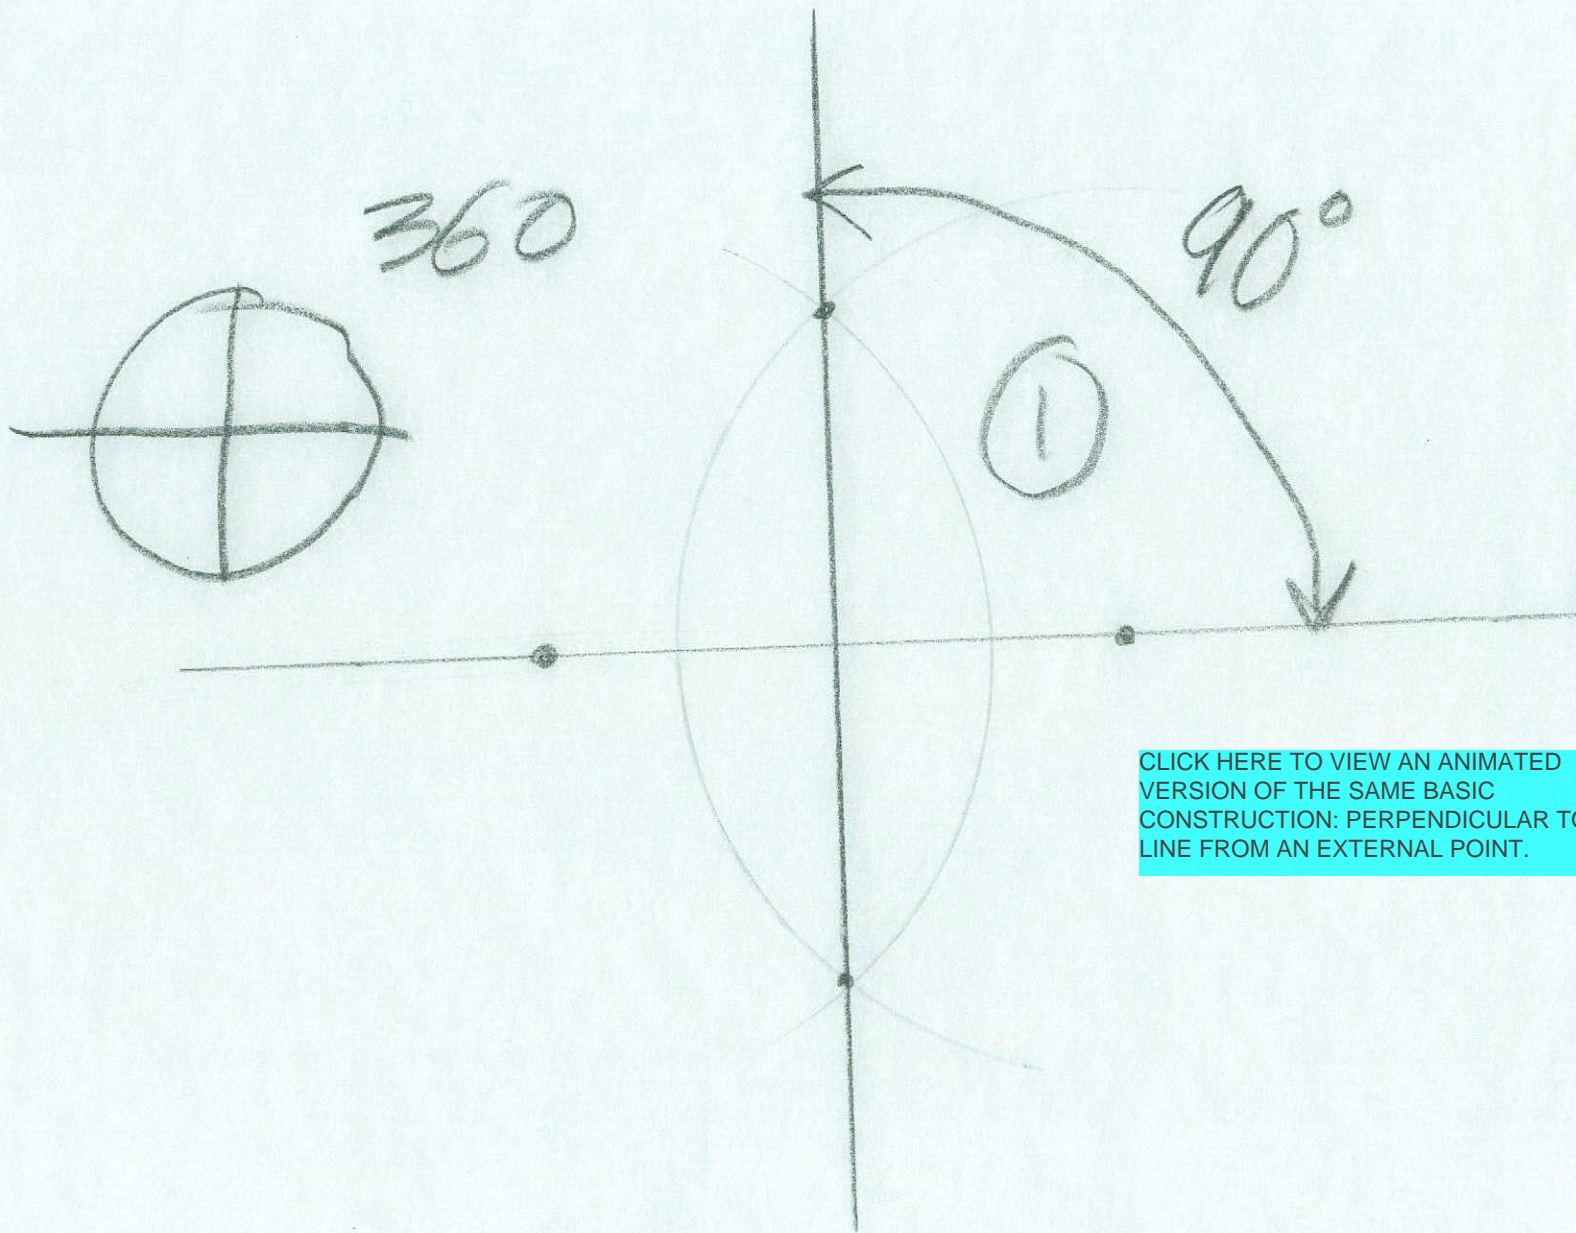 360
90°
1
CLICK HERE TO VIEW AN ANIMATED
VERSION OF THE SAME BASIC
CONSTRUCTION: PERPENDICULAR TO
LINE FROM AN EXTERNAL POINT.